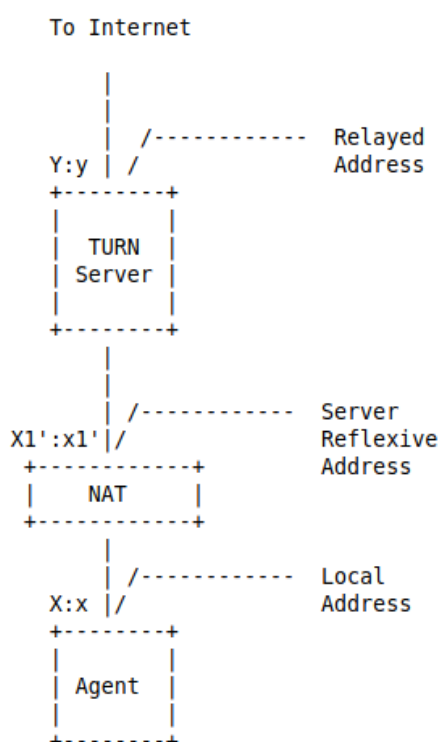 To Internet
|
|
| /------------ Relayed
Y:y | / Address
+--------+
| |
| TURN |
| Server |
| |
+--------+
|
|
| /------------ Server
X1':x1'|/ Reflexive
+------------+ Address
| NAT |
+------------+
|
| /------------ Local
X:x |/ Address
+--------+
| |
| Agent |
| |
+--------+